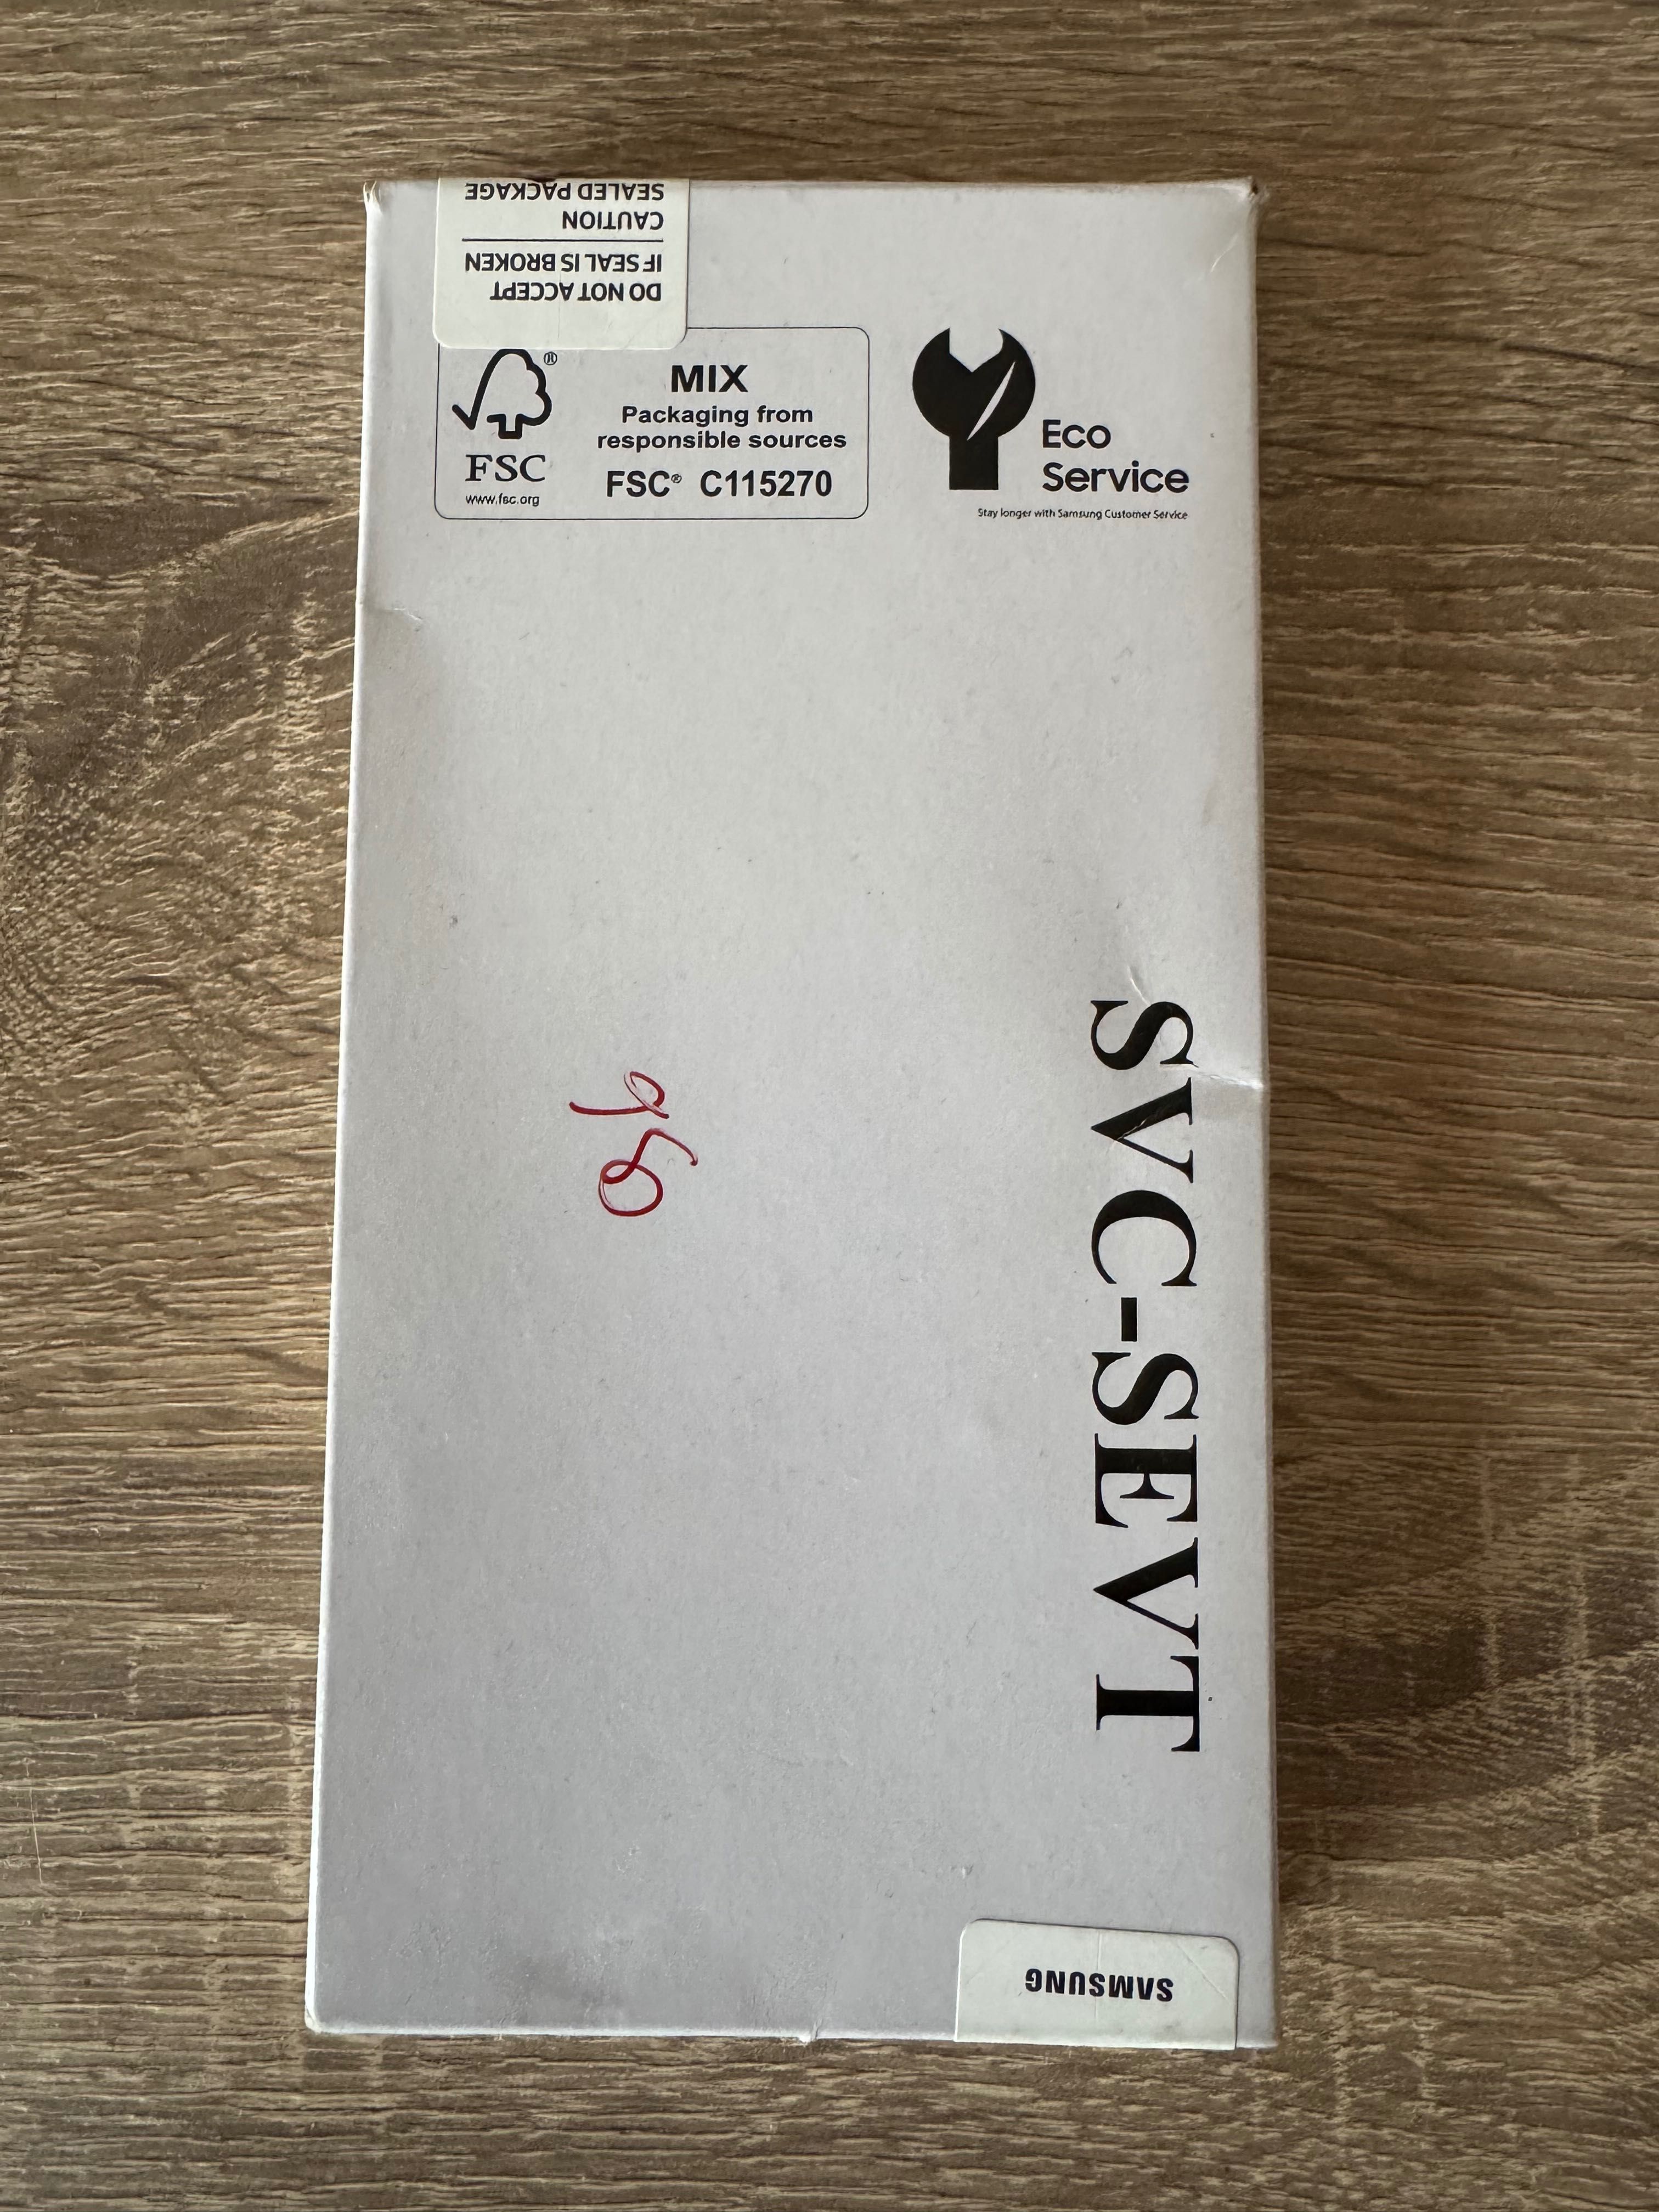 SEALED PACKAGE
CAUTION
IF SEAL IS BROKEN
DO NOT ACCEPT
®
FSC
www.fsc.org
MIX
Packaging from
responsible sources
FSC® C115270
Eco
Service
Stay longer with Samsung Customer Service
SVC-SEVT
SAMSUNG